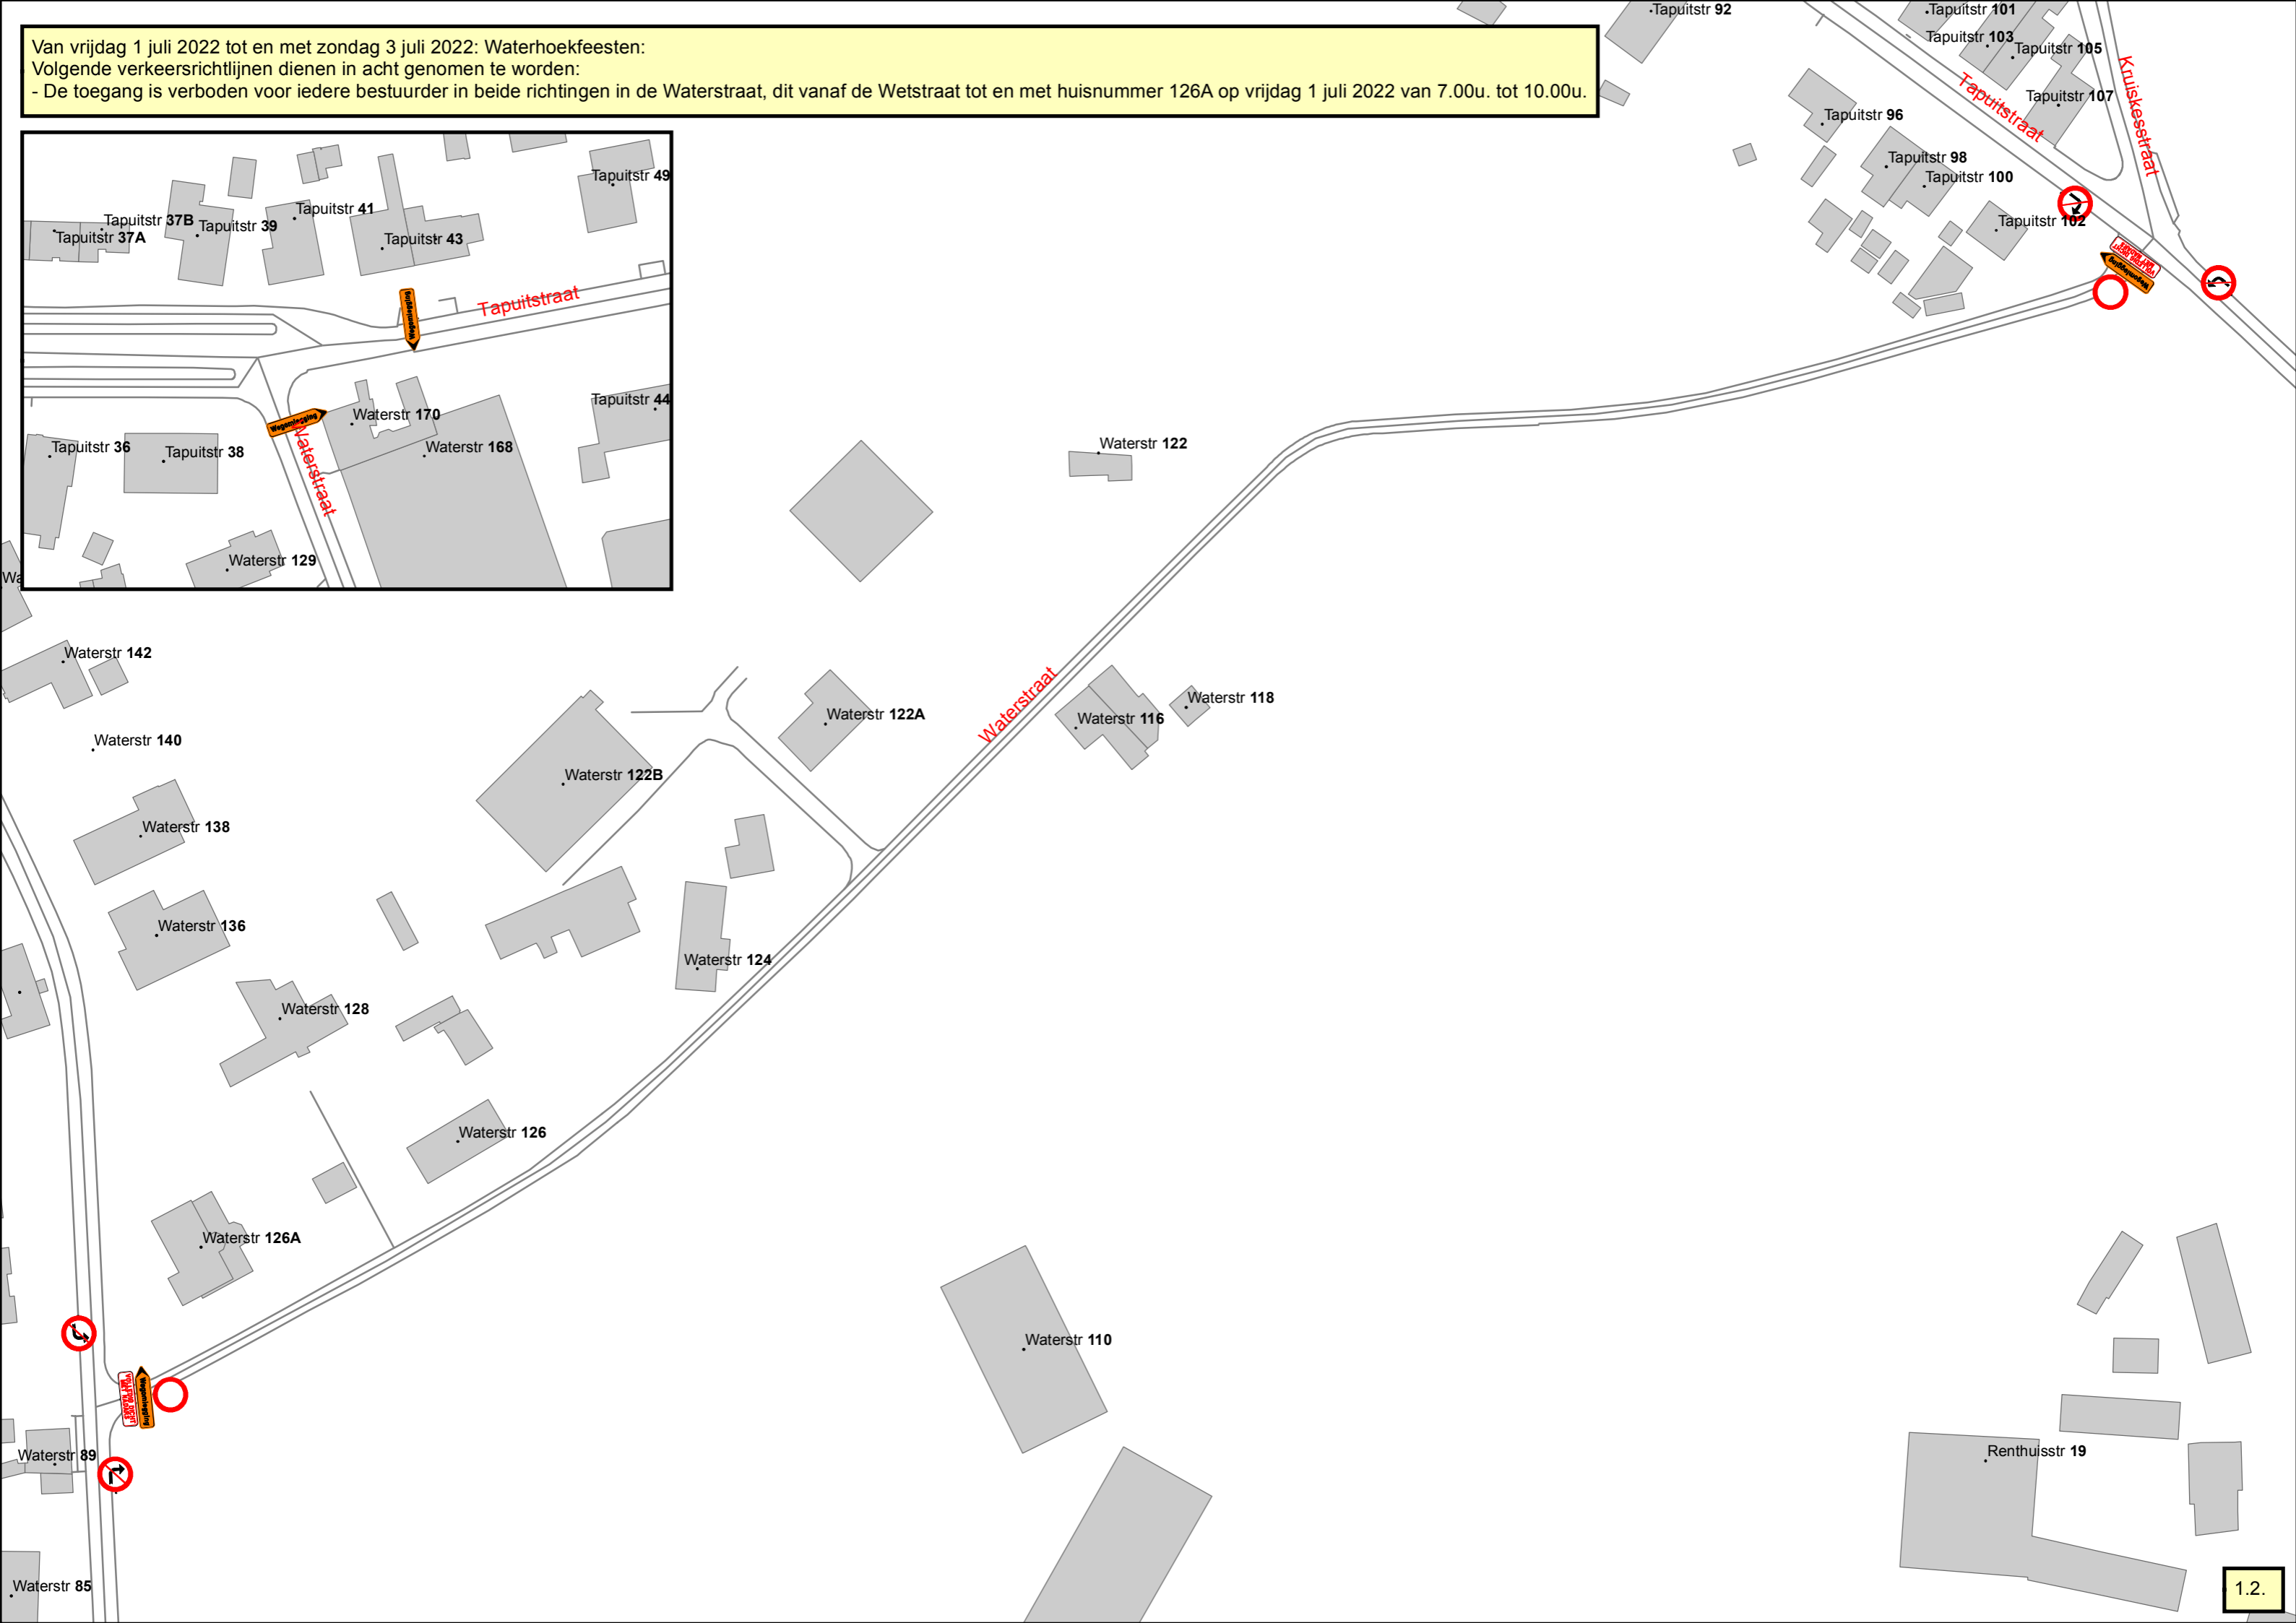 Van vrijdag 1 juli 2022 tot en met zondag 3 juli 2022: Waterhoekfeesten:
Volgende verkeersrichtlijnen dienen in acht genomen te worden:
- De toegang is verboden voor iedere bestuurder in beide richtingen in de Waterstraat, dit vanaf de Wetstraat tot en met huisnummer 126A op vrijdag 1 juli 2022 van 7.00u. tot 10.00u.
Tapuitstr 92
Tapuitstr 101
Tapuitstr 103
Tapuitstr 105
Tapuitstr 107
Kruiskesstraat
Tapuitstraat
Tapuitstr 96
Tapuitstr 98
Tapuitstr 100
Tapuitstr 102
Wegomlegging
Tapuitstr 49
Tapuitstr 41
Tapuitstr 37B
Tapuitstr 39
Tapuitstr 37A
Tapuitstr 43
Tapuitstraat
Wegomlegging
Tapuitstr 44
Waterstr 170
Wegomlegging
Waterstraat
Tapuitstr 36
Tapuitstr 38
Waterstr 168
Waterstr 129
Wa
Waterstr 122
Waterstr 142
Waterstr 140
Waterstraat
Waterstr 118
Waterstr 122A
Waterstr 116
Waterstr 122B
Waterstr 138
Waterstr 136
Waterstr 124
Waterstr 128
Waterstr 126
Waterstr 126A
Waterstr 110
Wegomlegging
Waterstr 89
Renthuisstr 19
Waterstr 85
1.2.